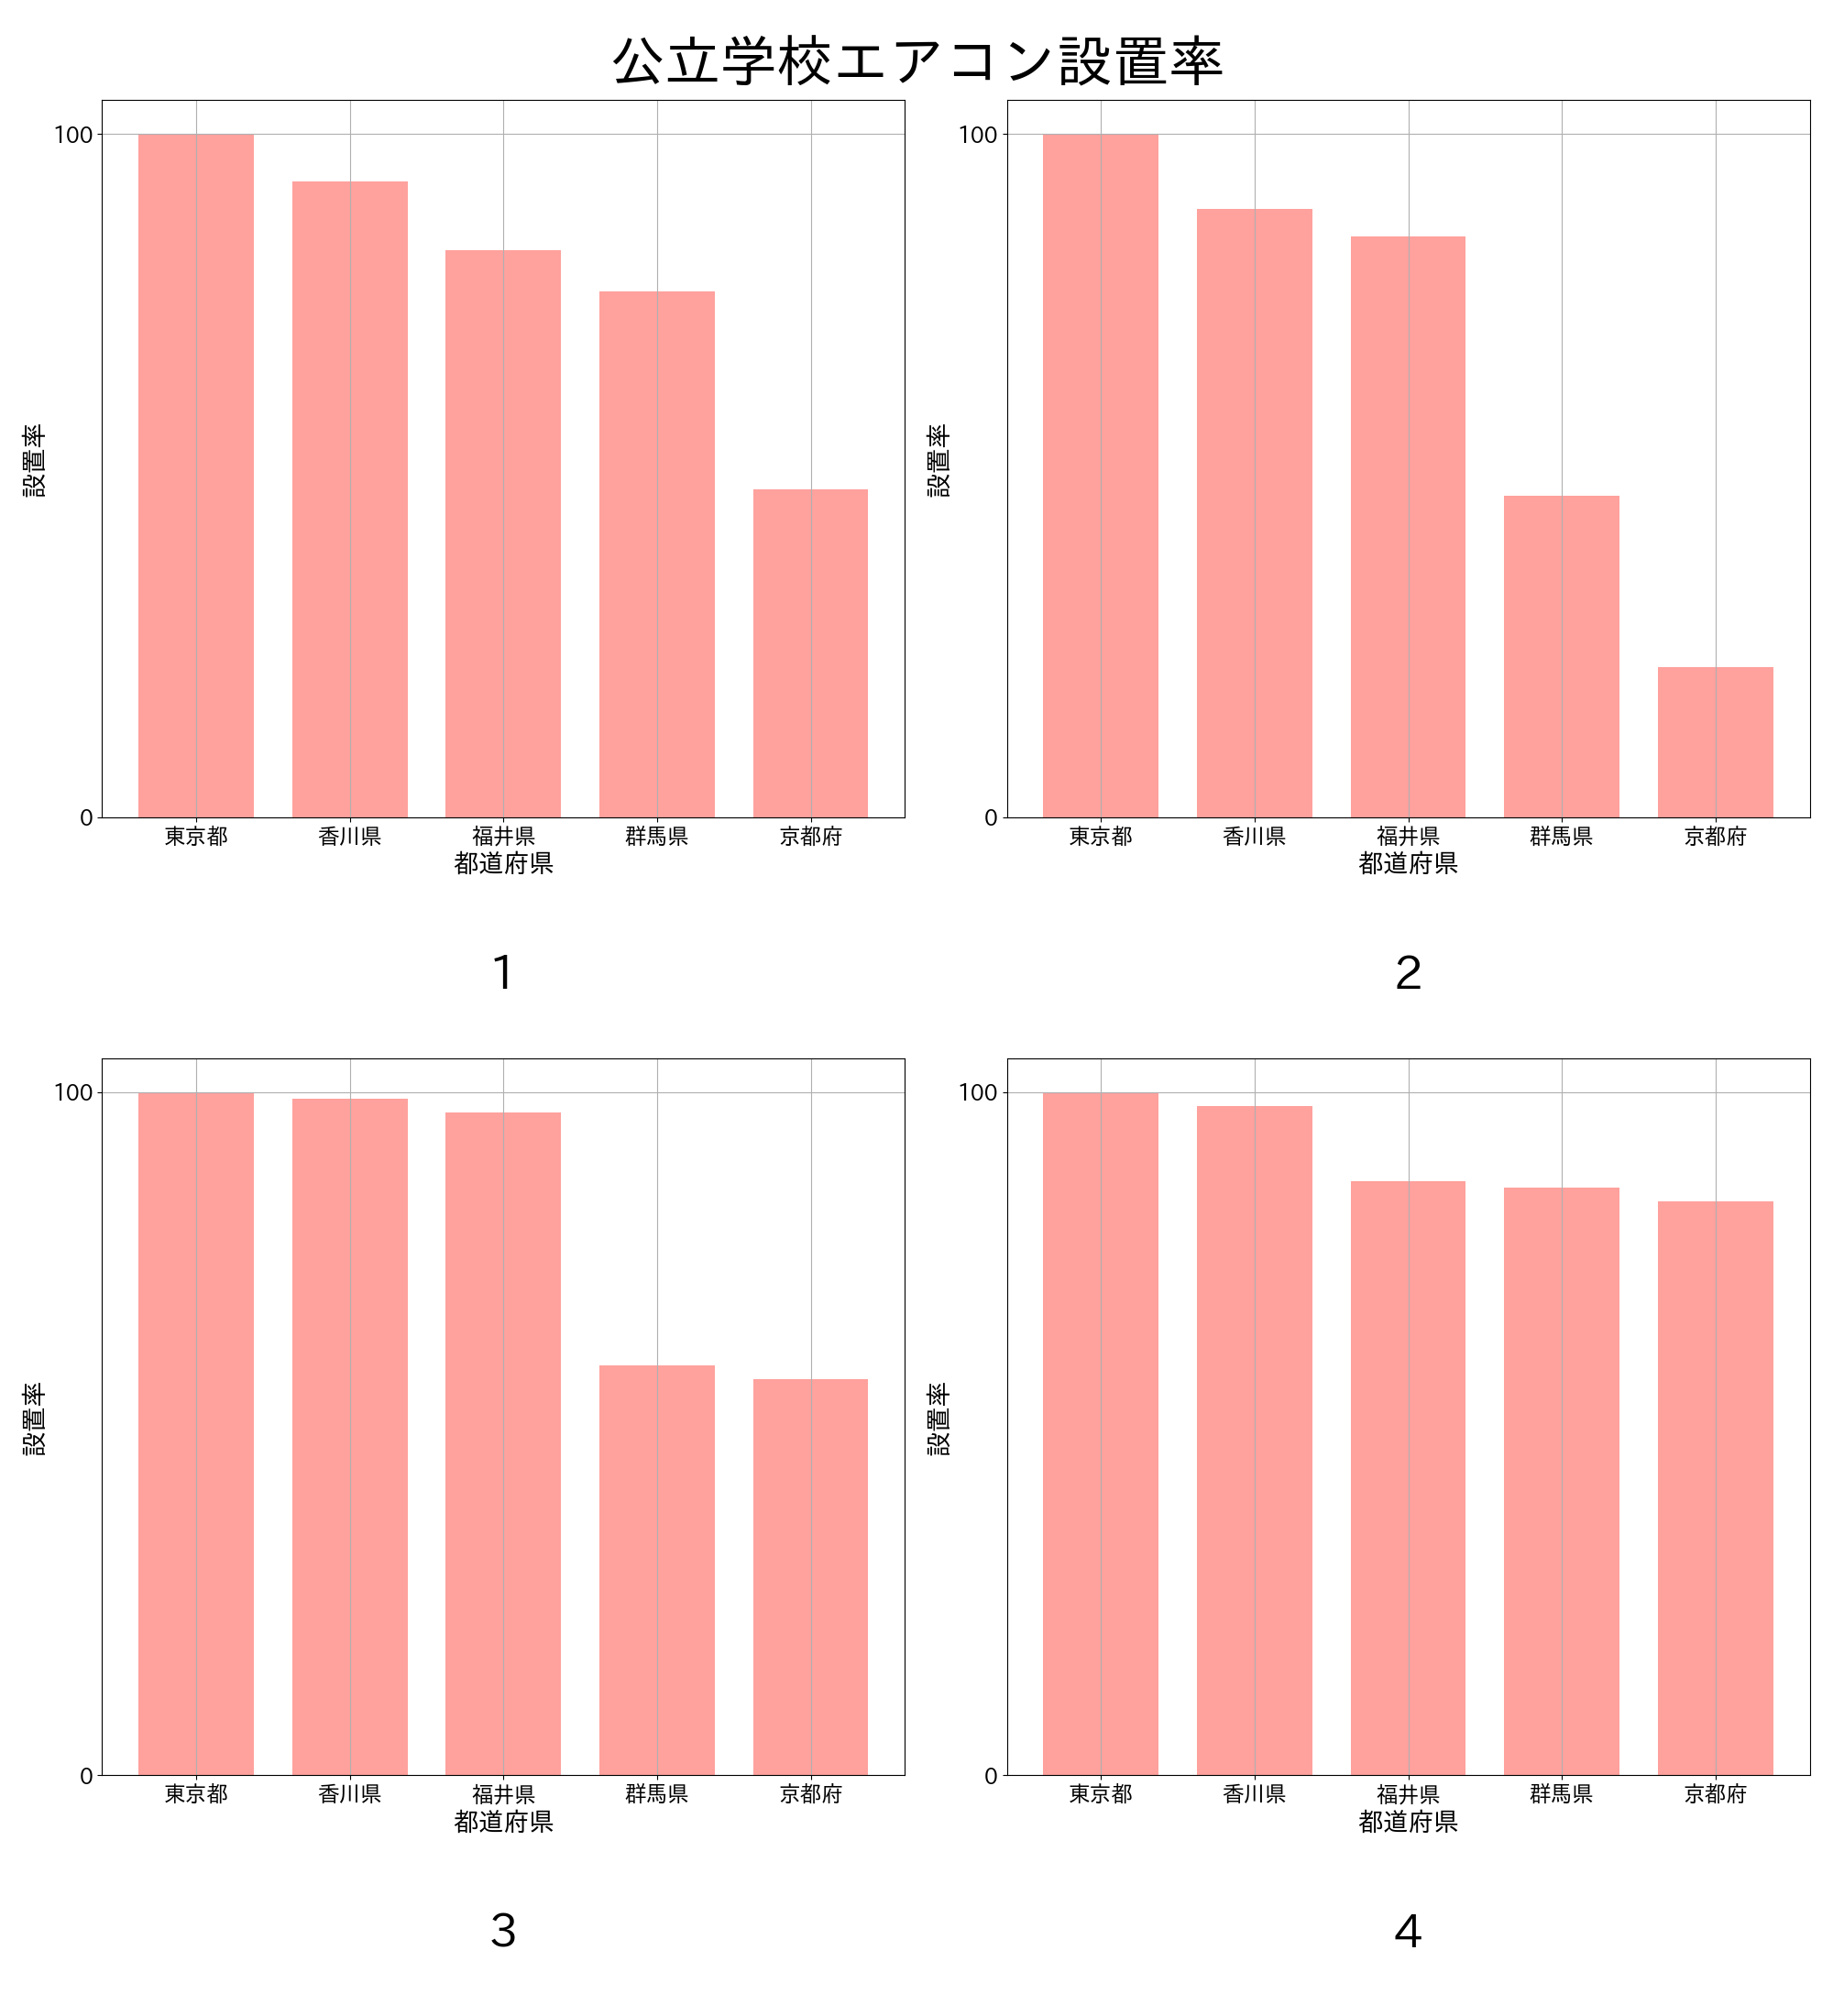 公立学校エアコン設置率
100
0
設置率
東京都 香川県 福井県 群馬県 京都府
都道府県
1
100
0
設置率
東京都 香川県 福井県 群馬県 京都府
都道府県
2
100
0
設置率
東京都 香川県 福井県 群馬県 京都府
都道府県
3
100
0
設置率
東京都 香川県 福井県 群馬県 京都府
都道府県
4